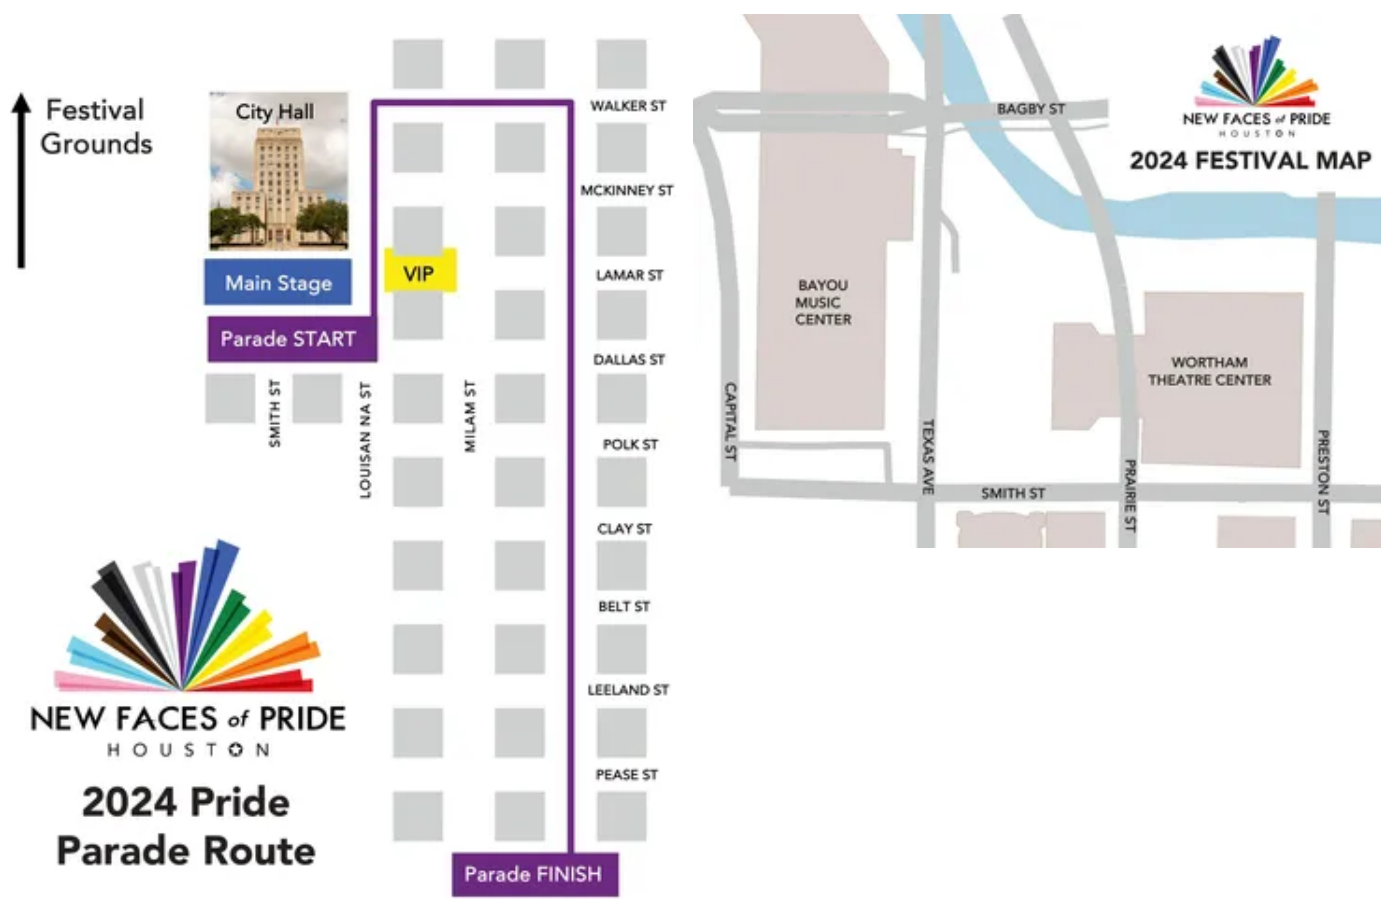 Festival
Grounds
City Hall
Main Stage
Parade START
VIP
WALKER ST
MCKINNEY ST
LAMAR ST
DALLAS ST
POLK ST
CLAY ST
BELT ST
LEELAND ST
PEASE ST
SMITH ST
LOUISAN NA ST
MILAM ST
NEW FACES of PRIDE
HOUSTON
2024 Pride
Parade Route
Parade FINISH
BAGBY ST
NEW FACES of PRIDE
HOUSTON
2024 FESTIVAL MAP
BAYOU
MUSIC
CENTER
WORTHAM
THEATRE CENTER
CAPITAL ST
TEXAS AVE
PRAIRIE ST
PRESTON ST
SMITH ST